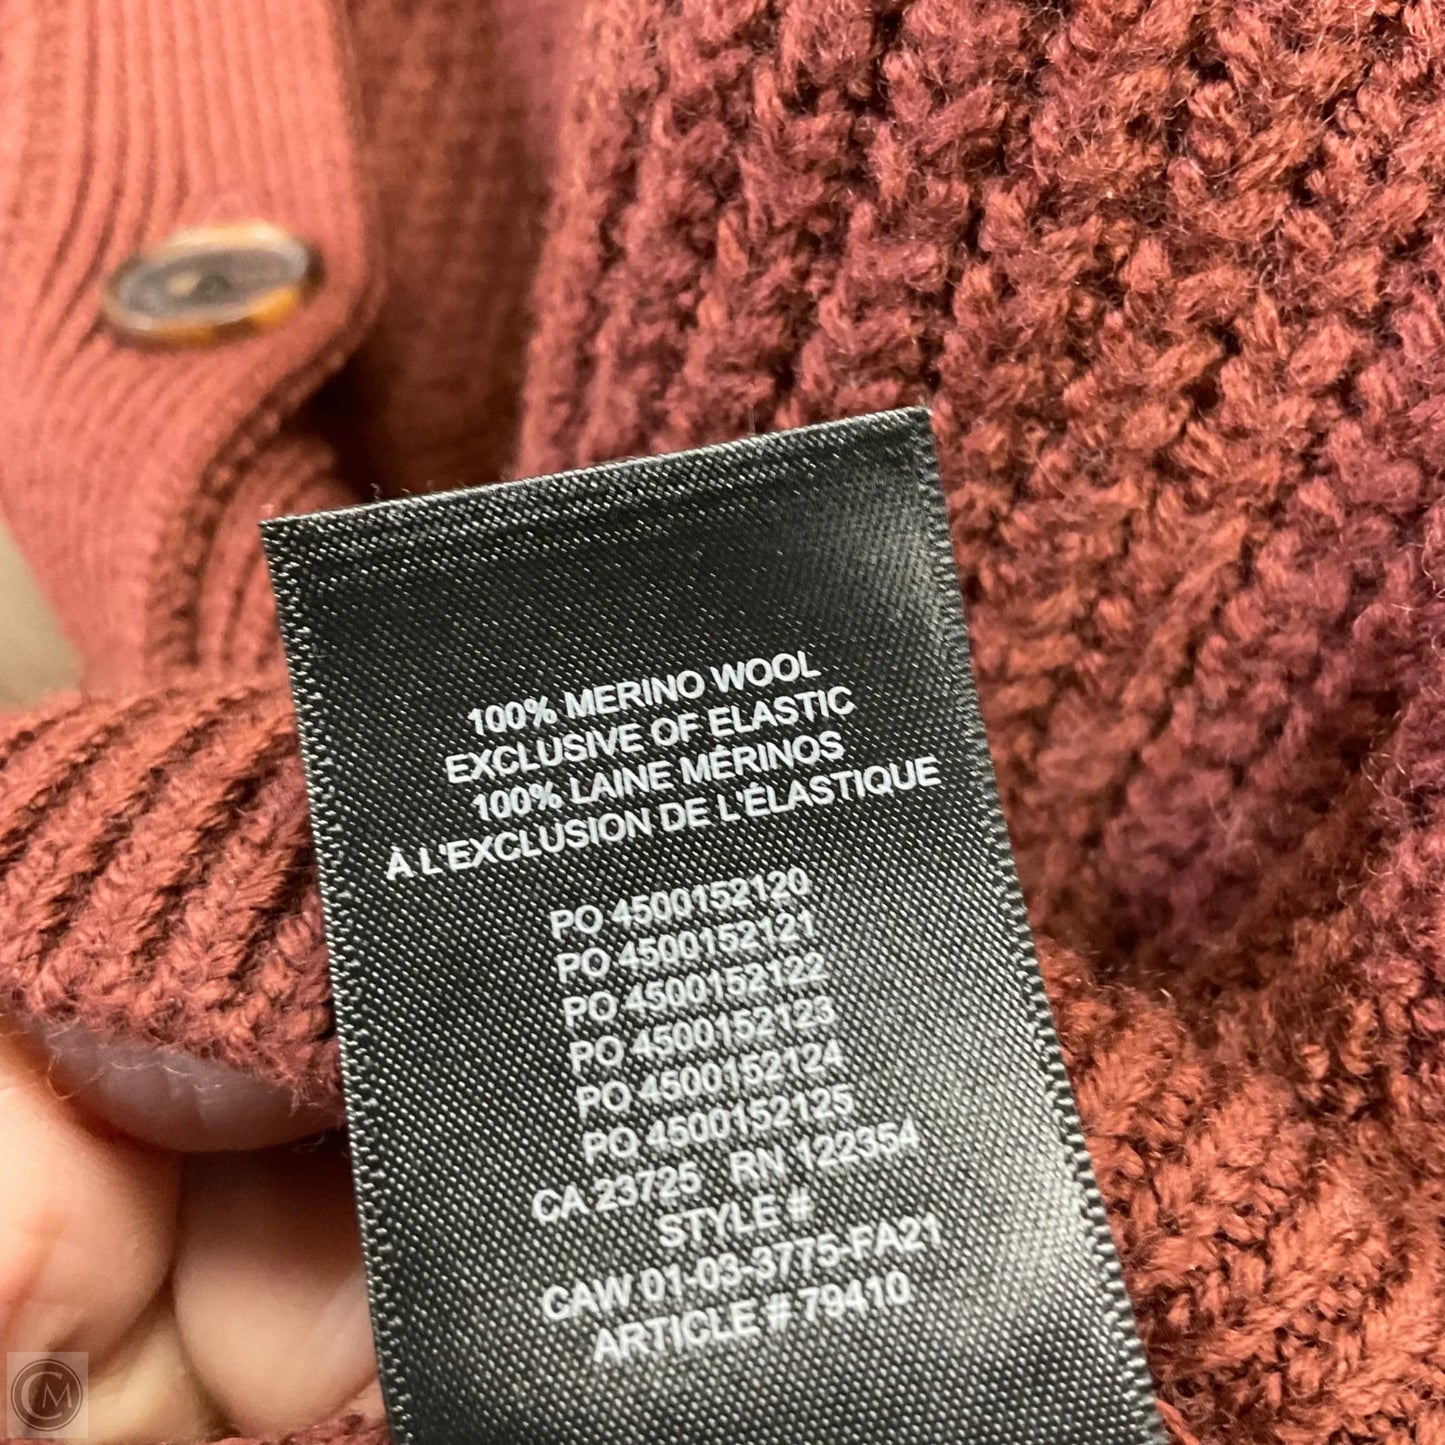 100% MERINO WOOL
EXCLUSIVE OF ELASTIC
100% LAINE MÉRINOS
À L'EXCLUSION DE L'ÉLASTIQUE
PO 4500152120
PO 4500152121
PO 4500152122
PO 4500152123
PO 4500152124
PO 4500152125
CA 23725 RN 122354
STYLE #
CAW 01-03-3775-FA21
ARTICLE # 79410
CM